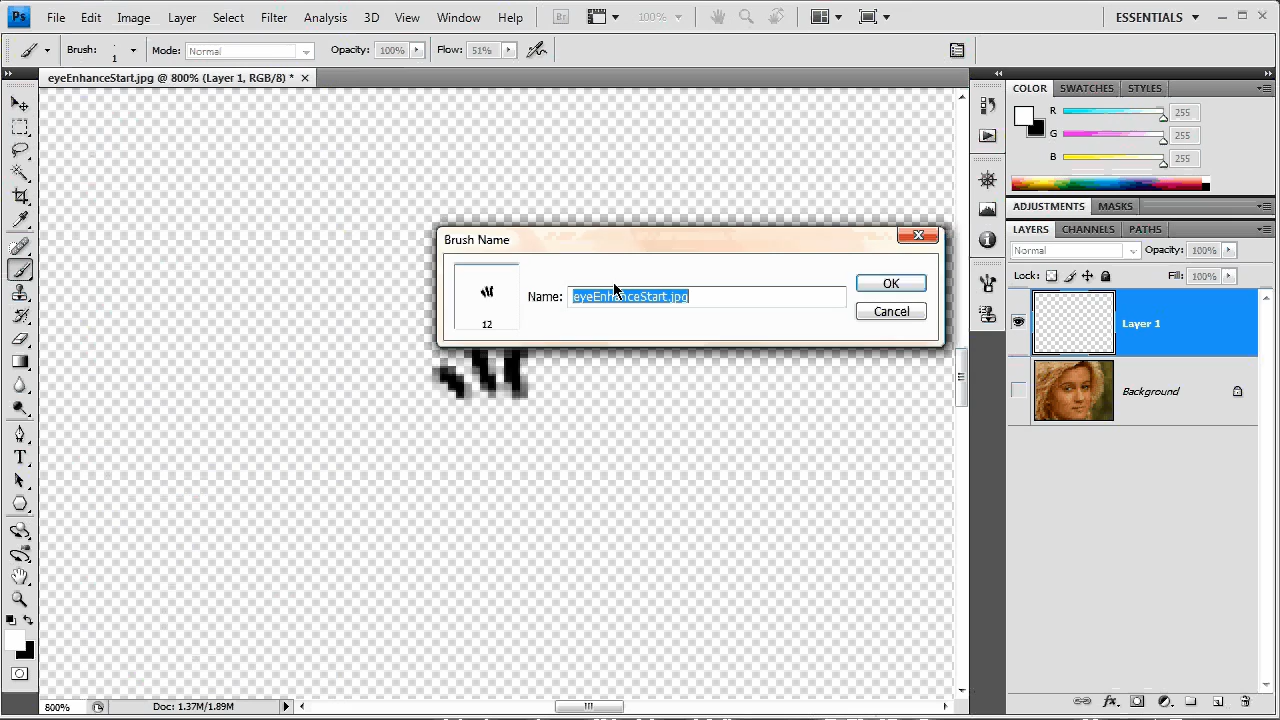 Ps File Edit Image Layer Select Filter Analysis 3D View Window Help Br 100% ESSENTIALS
Brush: 1 Mode: Normal Opacity: 100% Flow: 51%
eyeEnhanceStart.jpg @ 800% (Layer 1, RGB/8) *
COLOR SWATCHES STYLES
R 255
G 255
B 255
ADJUSTMENTS MASKS
LAYERS CHANNELS PATHS
Normal Opacity: 100%
Lock: Fill: 100%
Layer 1
Background
Brush Name
12
Name: eyeEnhanceStart.jpg
OK
Cancel
T
800% Doc: 1.37M/1.89M